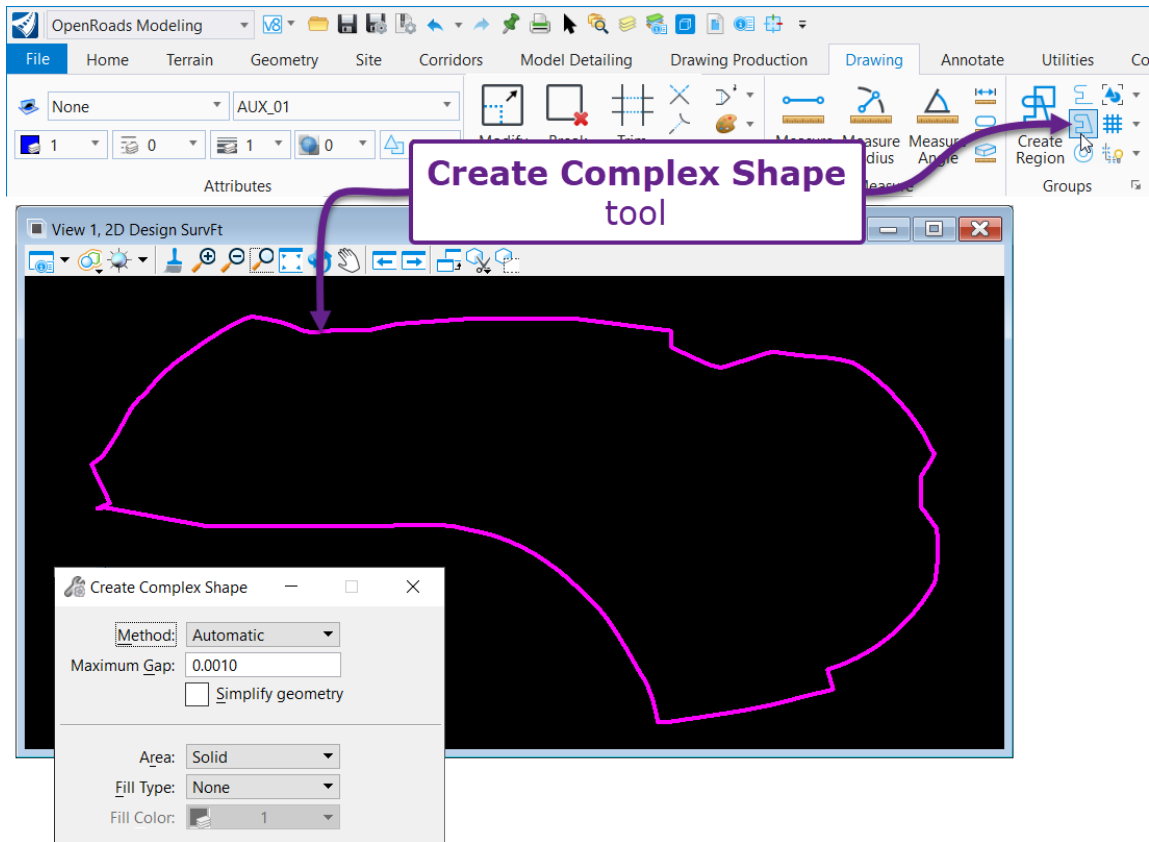 OpenRoads Modeling
File Home Terrain Geometry Site Corridors Model Detailing Drawing Production Drawing Annotate Utilities Co
None AUX_01
1 0 1 0
Create
Region
Measure
Angle
Attributes Groups
Create Complex Shape
tool
View 1, 2D Design SurvFt
Create Complex Shape
Method: Automatic
Maximum Gap: 0.0010
Simplify geometry
Area: Solid
Fill Type: None
Fill Color: 1